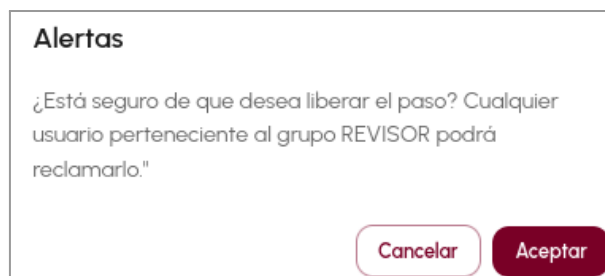 Alertas
¿Está seguro de que desea liberar el paso? Cualquier
usuario perteneciente al grupo REVISOR podrá
reclamarlo."
Cancelar
Aceptar